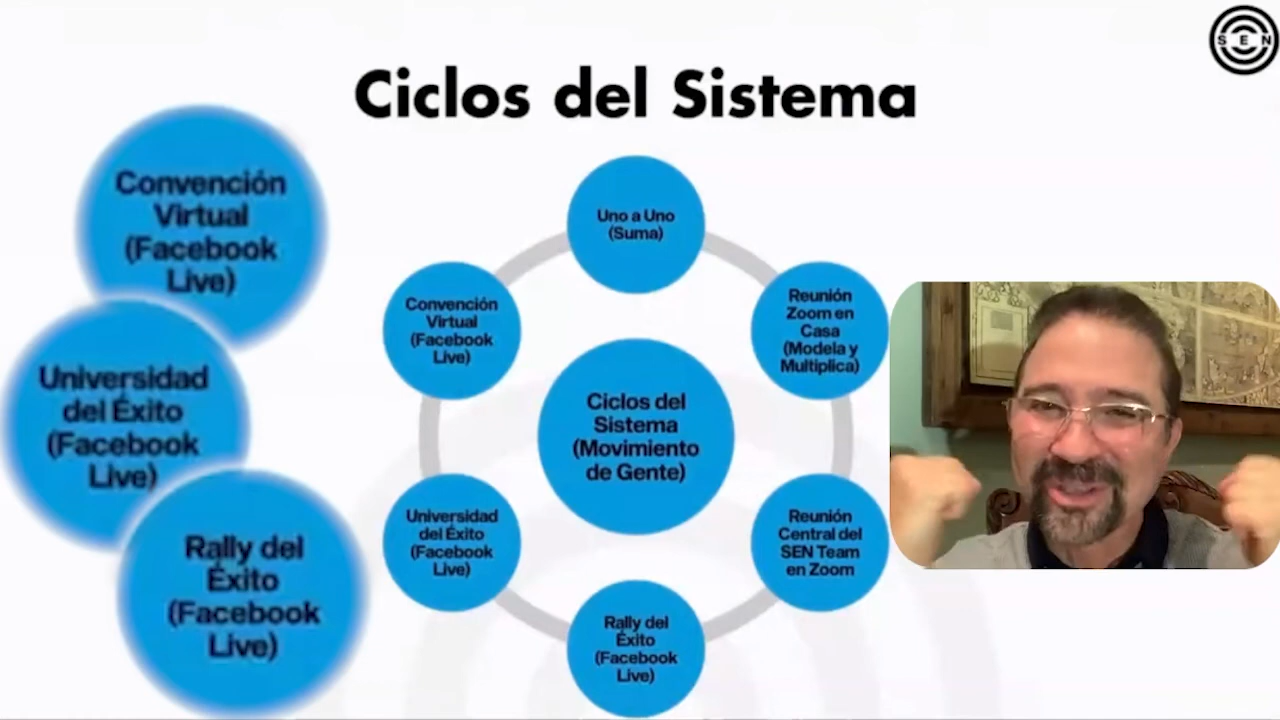 SEN
Ciclos del Sistema
Convención
Virtual
(Facebook
Live)
Universidad
del Éxito
(Facebook
Live)
Rally del
Éxito
(Facebook
Live)
Uno a Uno
(Suma)
Reunión
Zoom en
Casa
(Modela y
Multiplica)
Reunión
Central del
SEN Team
en Zoom
Rally del
Éxito
(Facebook
Live)
Universidad
del Éxito
(Facebook
Live)
Convención
Virtual
(Facebook
Live)
Ciclos del
Sistema
(Movimiento
de Gente)